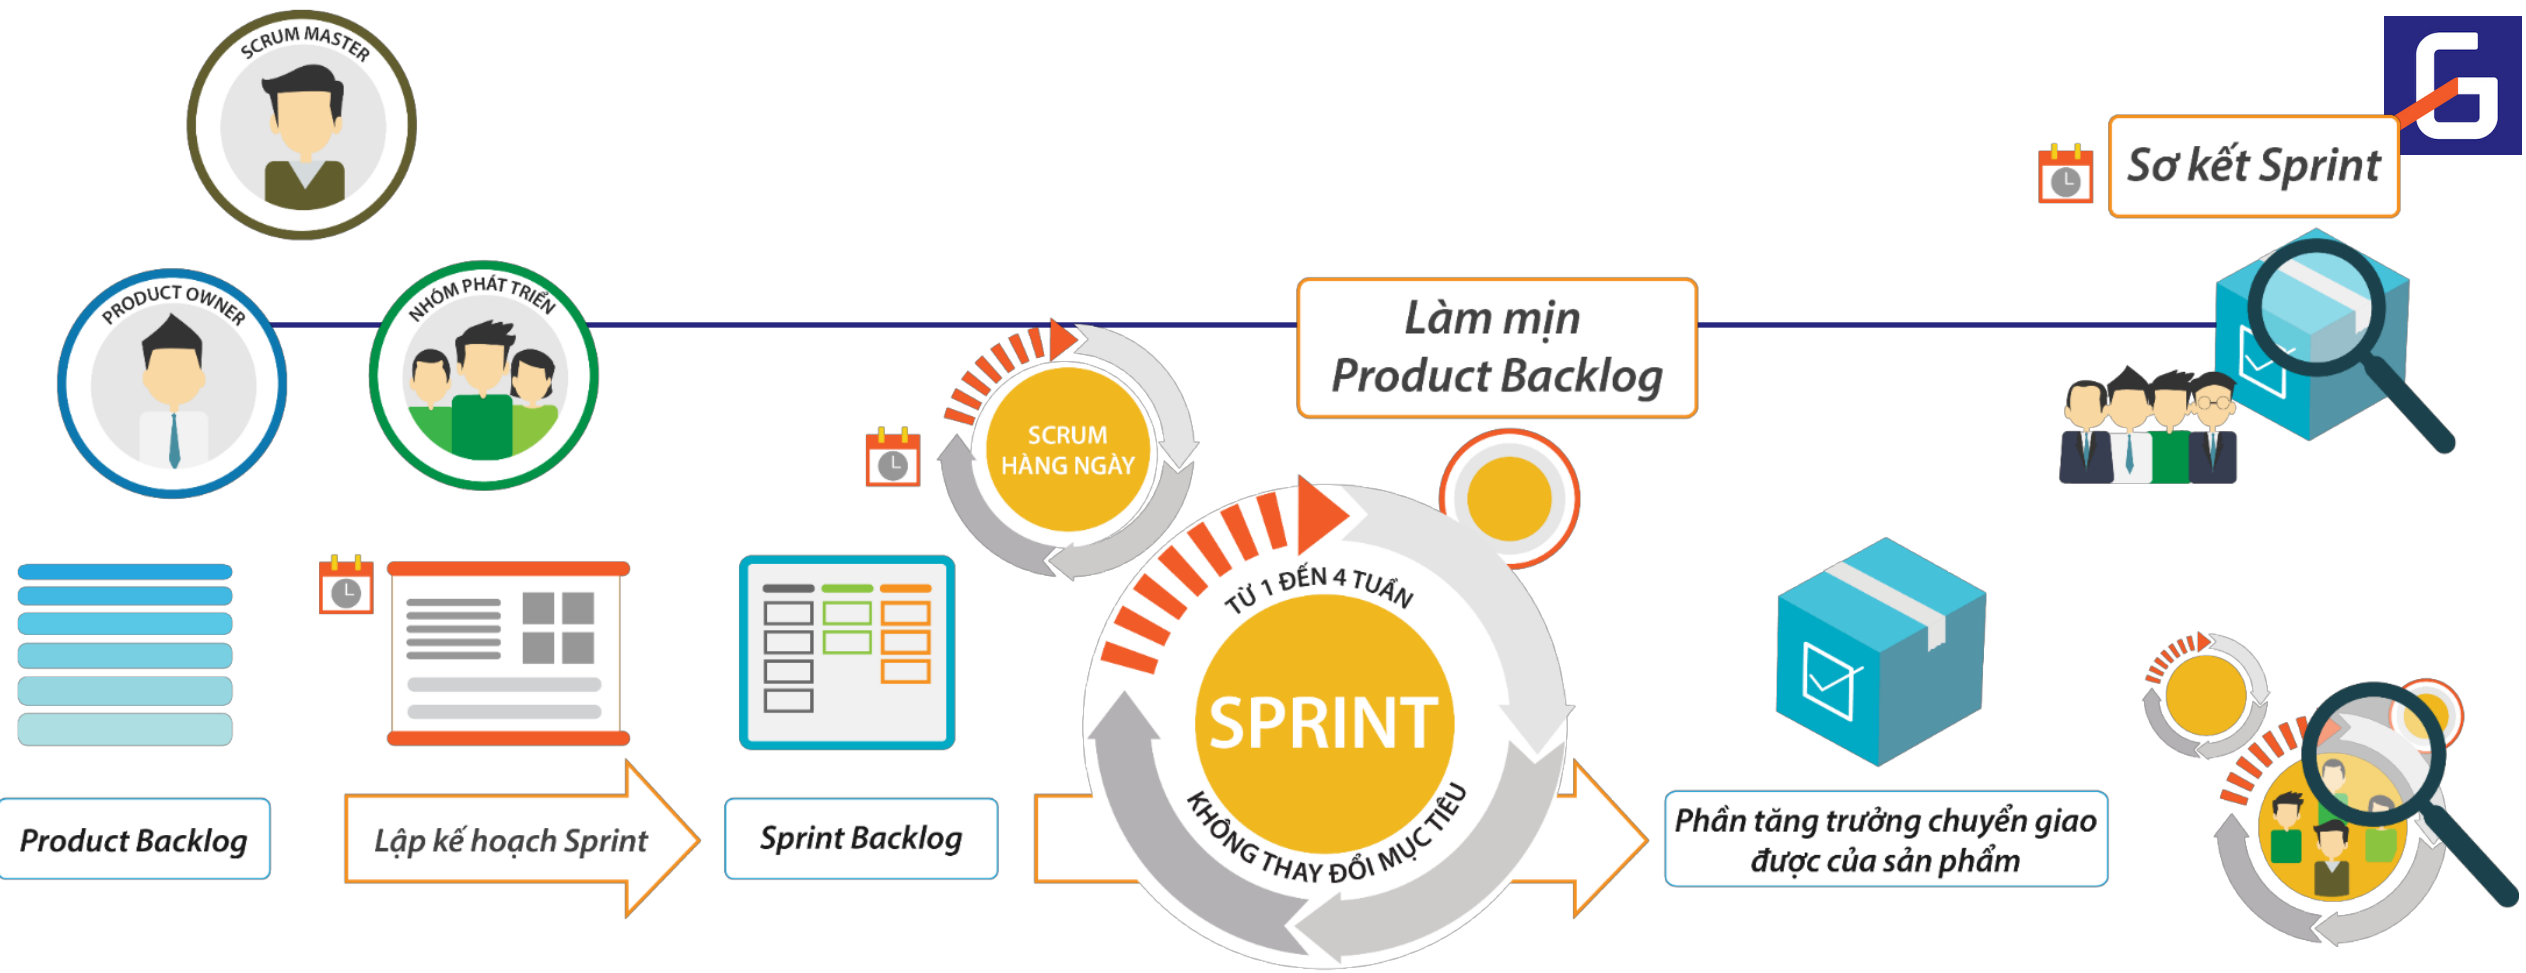 SCRUM MASTER
PRODUCT OWNER
NHÓM PHÁT TRIỂN
Sơ kết Sprint
Làm mịn
Product Backlog
SCRUM
HÀNG NGÀY
TỪ 1 ĐẾN 4 TUẦN
SPRINT
KHÔNG THAY ĐỔI MỤC TIÊU
Product Backlog
Lập kế hoạch Sprint
Sprint Backlog
Phần tăng trưởng chuyển giao
được của sản phẩm